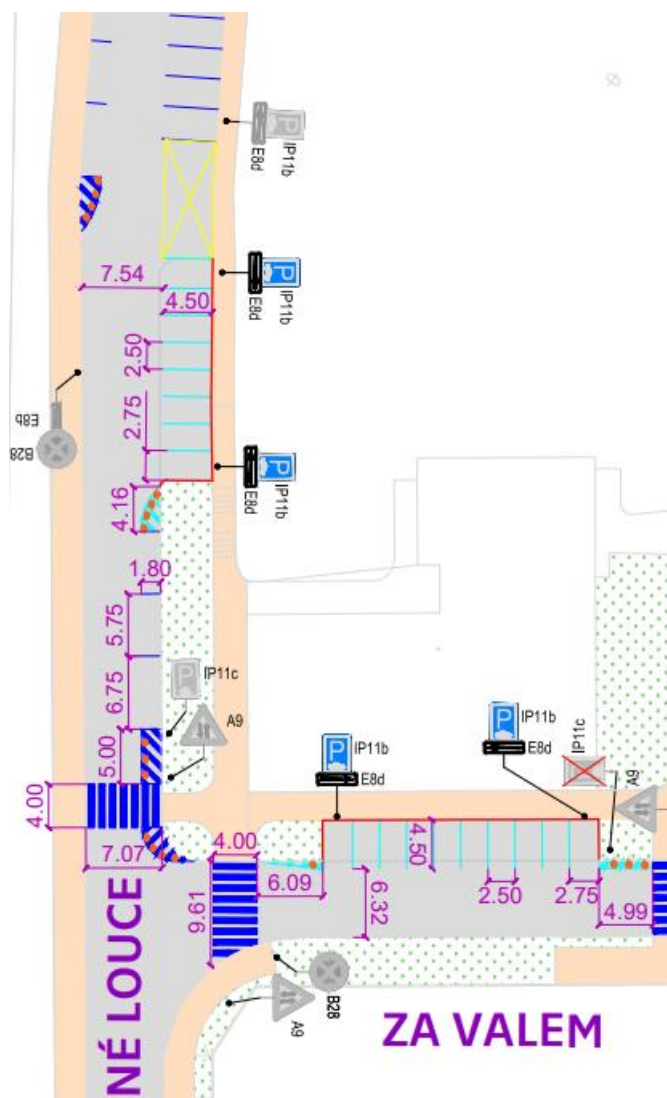 IP11b
E8d
IP11b
E8d
7.54
4.50
2.50
2.75
E8b
B28
IP11b
E8d
4.16
1.80
5.75
6.75
IP11c
A9
5.00
4.00
7.07
4.00
IP11b
E8d
IP11b
E8d
IP11c
A9
4.50
6.09
9.61
6.32
2.50
2.75
4.99
B28
A9
NÉ LOUCE
ZA VALEM